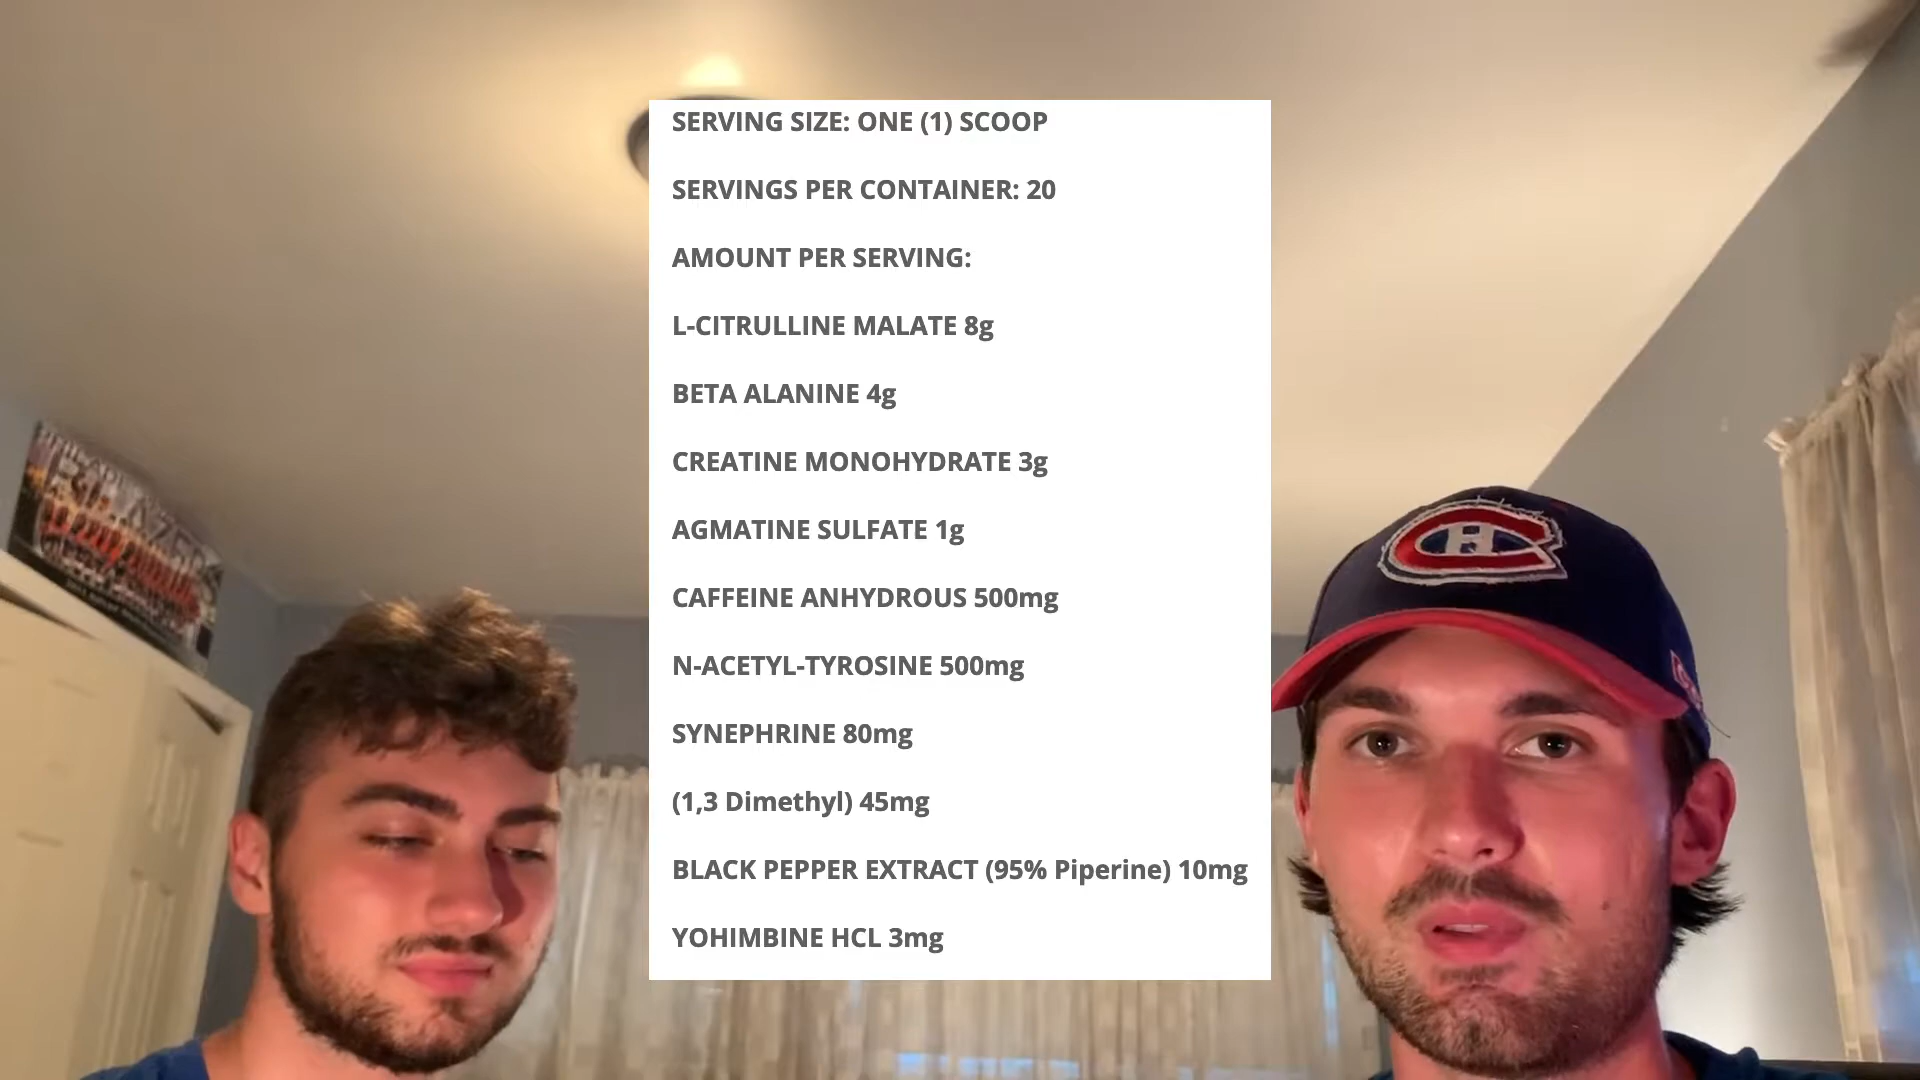 SERVING SIZE: ONE (1) SCOOP
SERVINGS PER CONTAINER: 20
AMOUNT PER SERVING:
L-CITRULLINE MALATE 8g
BETA ALANINE 4g
CREATINE MONOHYDRATE 3g
AGMATINE SULFATE 1g
CAFFEINE ANHYDROUS 500mg
N-ACETYL-TYROSINE 500mg
SYNEPHRINE 80mg
(1,3 Dimethyl) 45mg
BLACK PEPPER EXTRACT (95% Piperine) 10mg
YOHIMBINE HCL 3mg